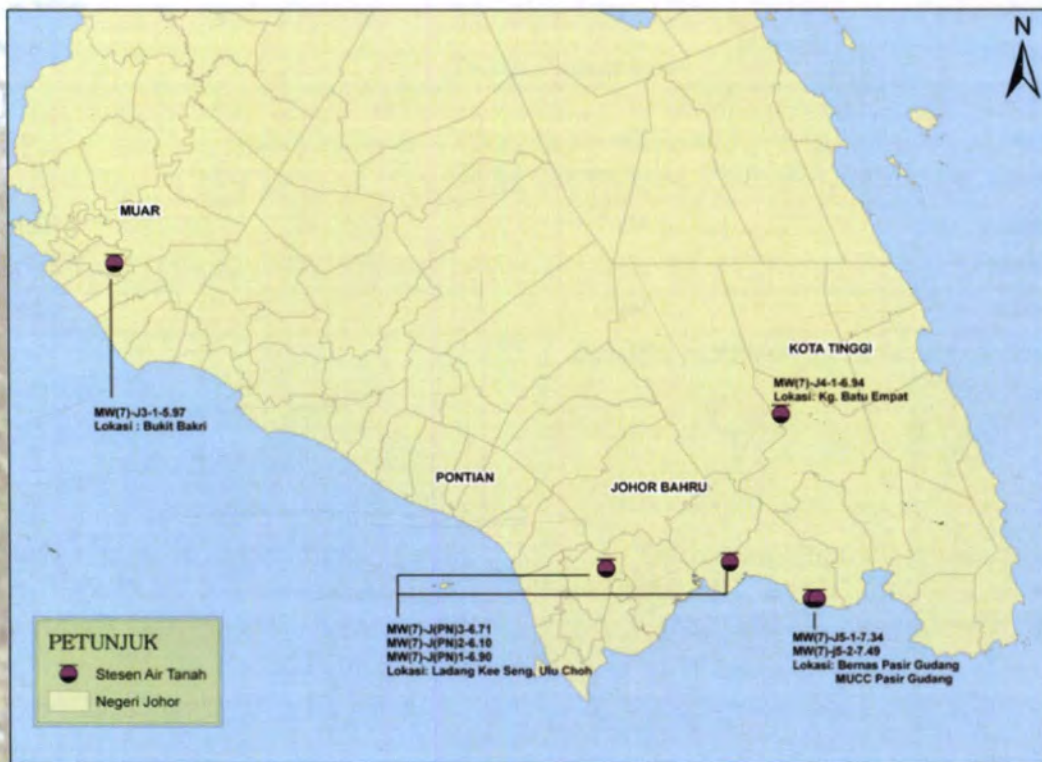 N
MUAR
KOTA TINGGI
MW(7)-J4-1-6.94
Lokasi: Kg. Batu Empat
MW(7)-J3-1-5.97
Lokasi : Bukit Bakri
PONTIAN
JOHOR BAHRU
MW(7)-J(PN)3-6.71
MW(7)-J(PN)2-6.10
MW(7)-J(PN)1-6.90
Lokasi: Ladang Kee Seng, Ulu Choh
MW(7)-J5-1-7.34
MW(7)-j5-2-7.49
Lokasi: Bernas Pasir Gudang
MUCC Pasir Gudang
PETUNJUK
Stesen Air Tanah
Negeri Johor